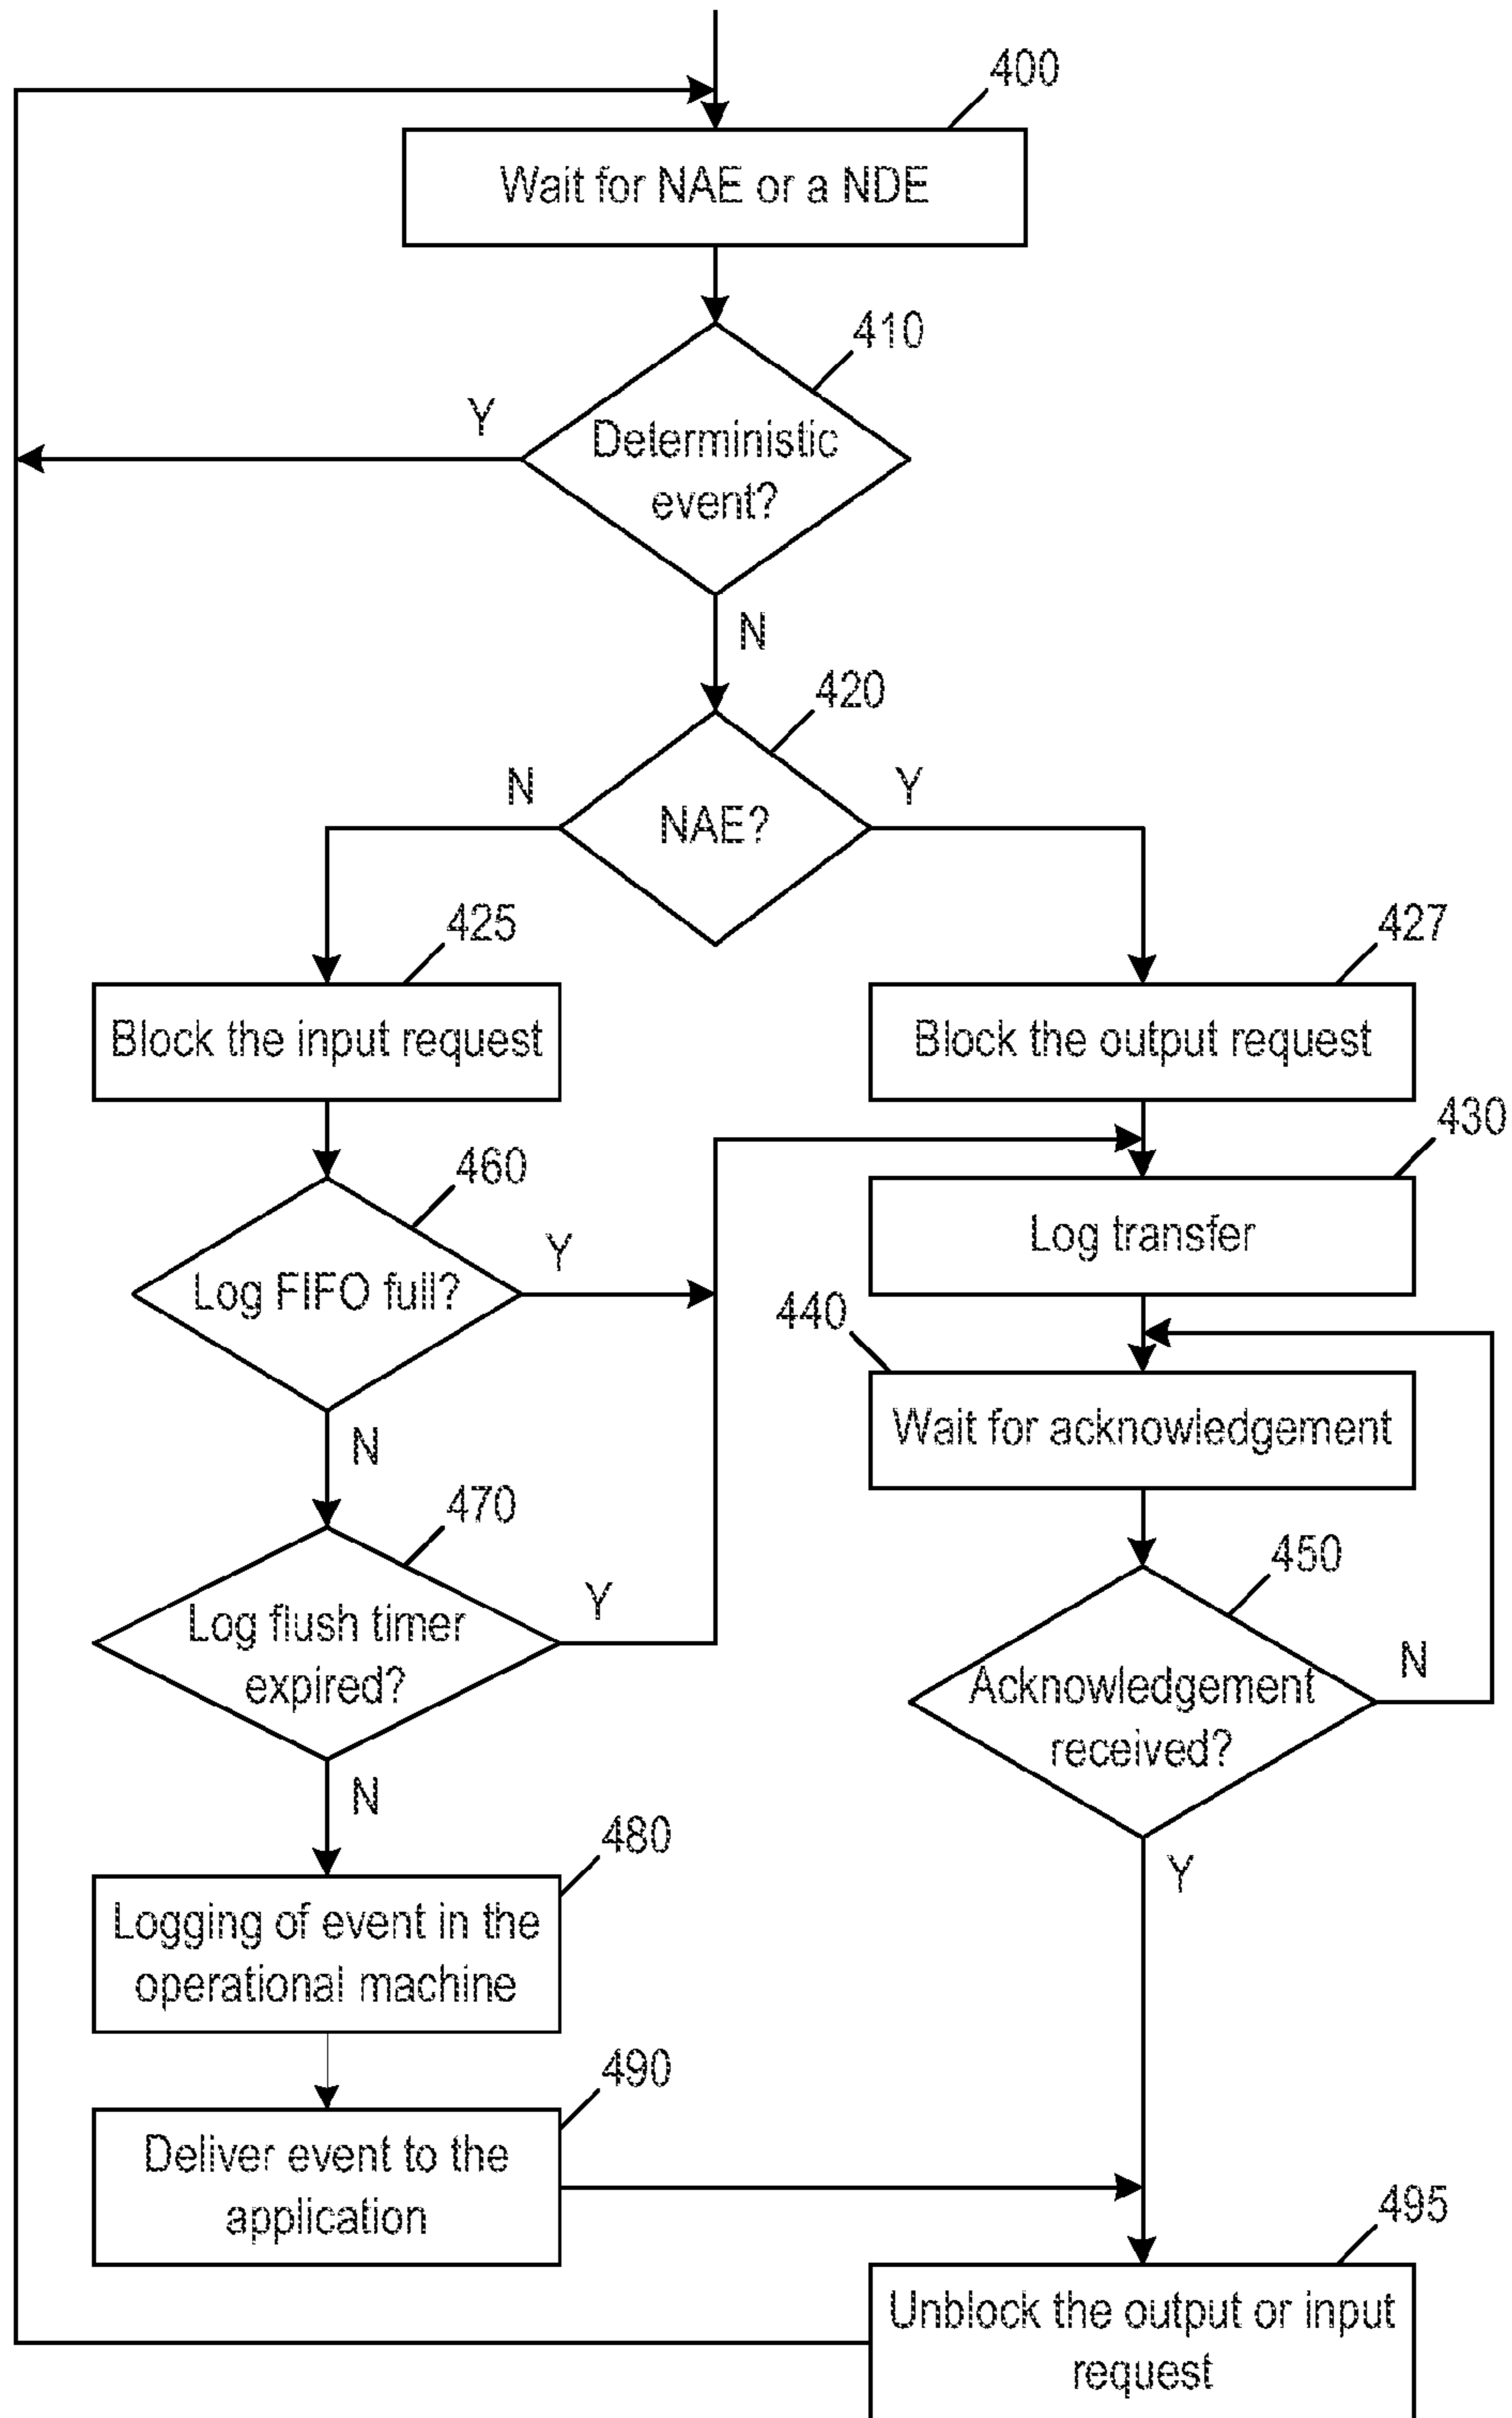 400
Wait for NAE or a NDE
410
Y
Deterministic
event?
N
420
N
Y
NAE?
425
427
Block the input request
Block the output request
430
460
Y
Log transfer
Log FIFO full?
440
N
Wait for acknowledgement
470
450
Y
Log flush timer
expired?
N
Acknowledgement
received?
N
480
Y
Logging of event in the
operational machine
490
Deliver event to the
application
495
Unblock the output or input
request